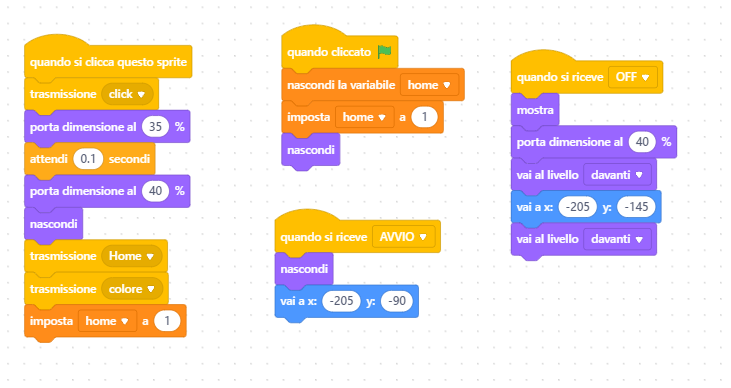 quando si clicca questo sprite
trasmissione click
porta dimensione al 35 %
attendi 0.1 secondi
porta dimensione al 40 %
nascondi
trasmissione Home
trasmissione colore
imposta home a 1
quando cliccato
nascondi la variabile home
imposta home a 1
nascondi
quando si riceve AVVIO
nascondi
vai a x: -205 y: -90
quando si riceve OFF
mostra
porta dimensione al 40 %
vai al livello davanti
vai a x: -205 y: -145
vai al livello davanti